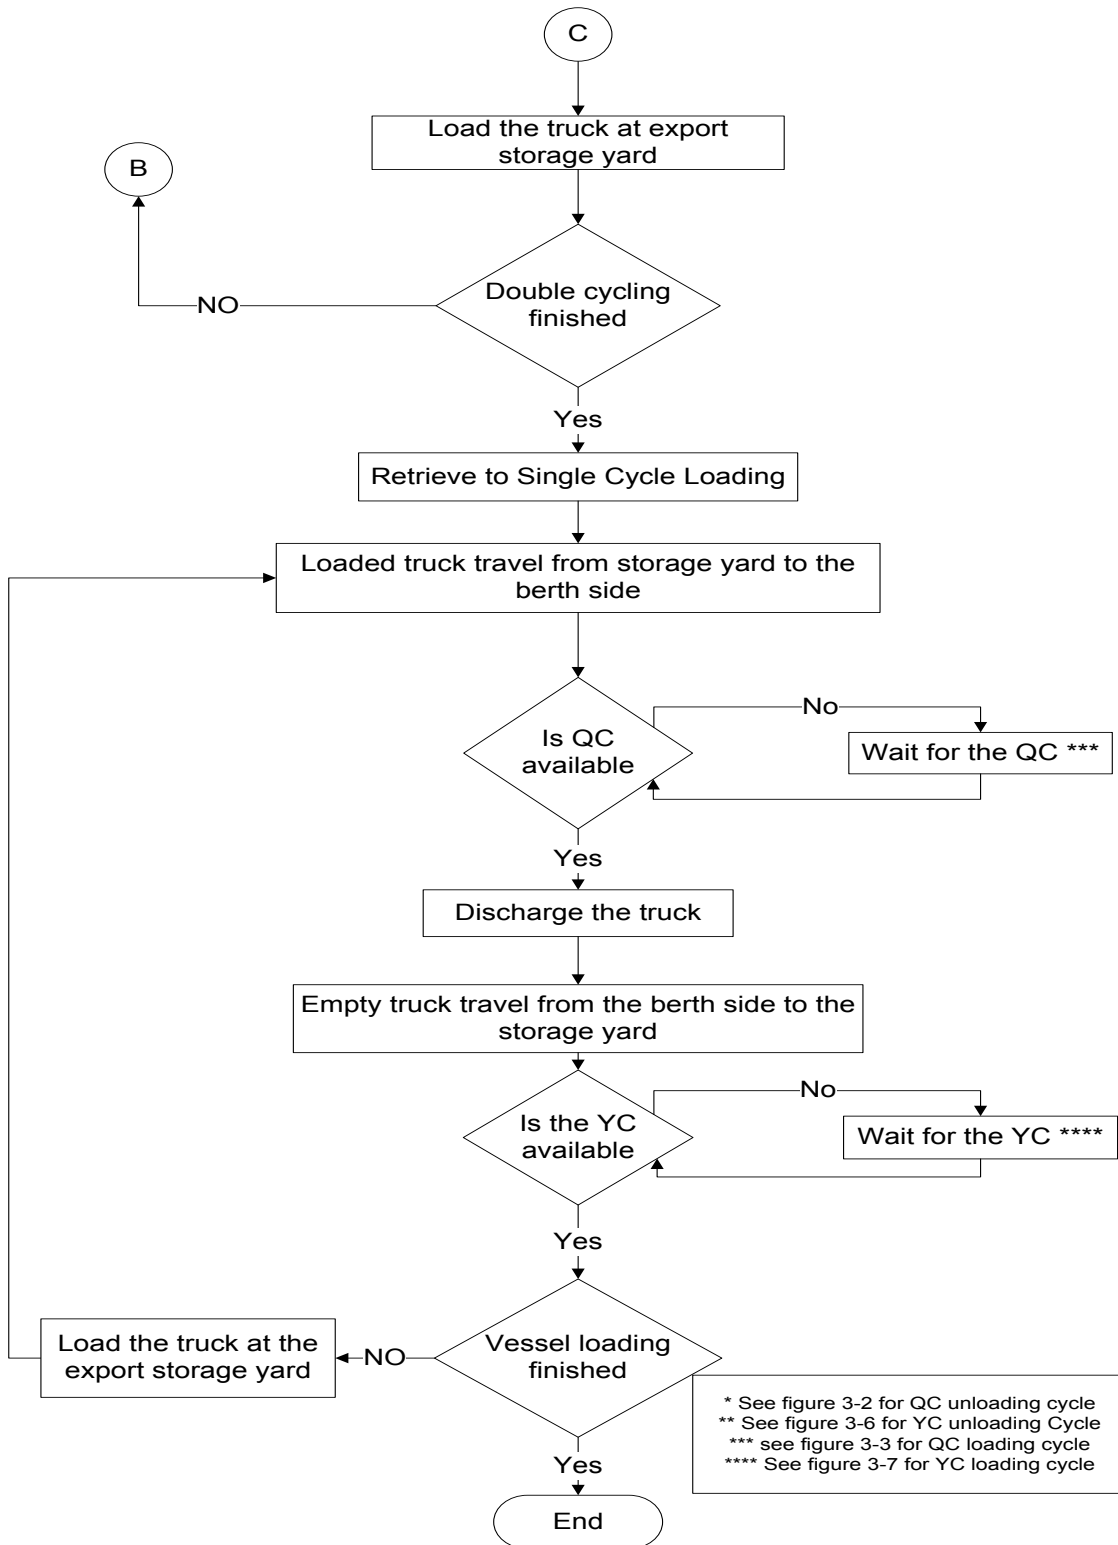 C
Load the truck at export
storage yard
B
Double cycling
finished
NO
Yes
Retrieve to Single Cycle Loading
Loaded truck travel from storage yard to the
berth side
No
Is QC
available
Wait for the QC ***
Yes
Discharge the truck
Empty truck travel from the berth side to the
storage yard
No
Is the YC
available
Wait for the YC ****
Yes
Load the truck at the
export storage yard
NO
Vessel loading
finished
* See figure 3-2 for QC unloading cycle
** See figure 3-6 for YC unloading Cycle
*** see figure 3-3 for QC loading cycle
**** See figure 3-7 for YC loading cycle
Yes
End